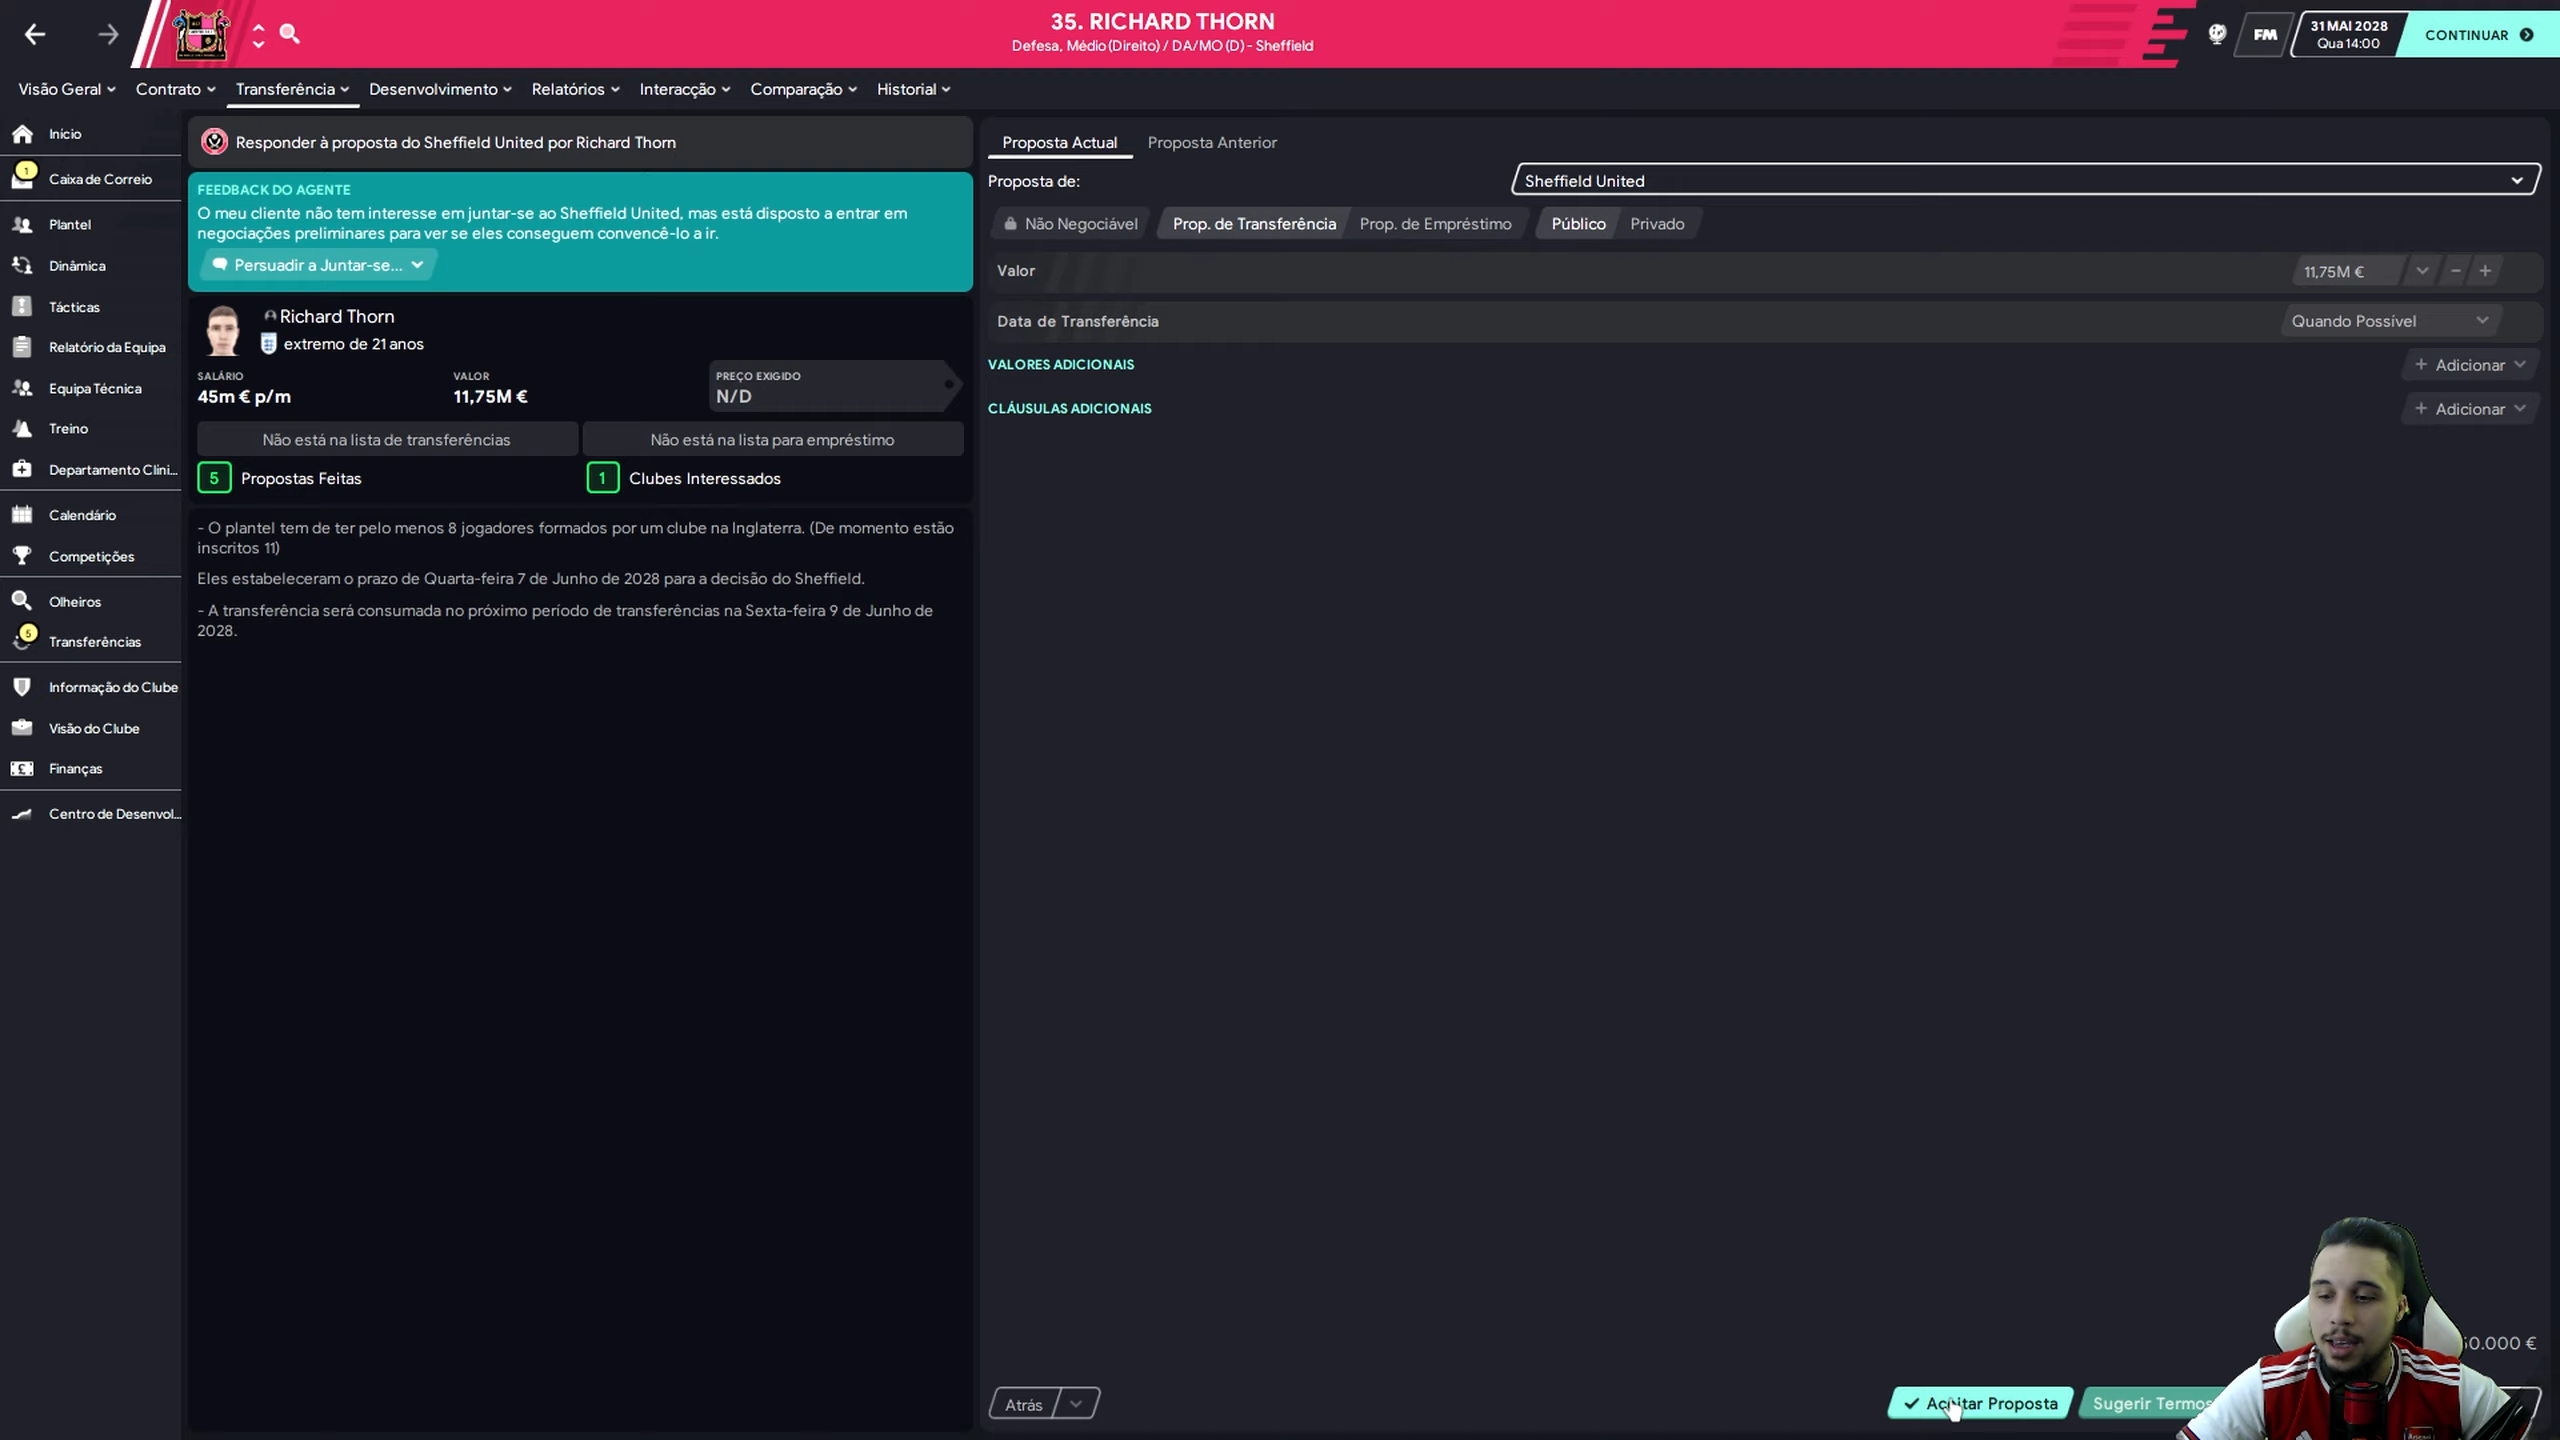 35. RICHARD THORN
Defesa, Médio (Direito) / DA/MO (D) - Sheffield
FM
31 MAI 2028
Qua 14:00
CONTINUAR
Visão Geral
Contrato
Transferência
Desenvolvimento
Relatórios
Interacção
Comparação
Historial
Início
1
Caixa de Correio
Plantel
Dinâmica
Tácticas
Relatório da Equipa
Equipa Técnica
Treino
Departamento Clíni...
Calendário
Competições
Olheiros
5
Transferências
Informação do Clube
Visão do Clube
Finanças
Centro de Desenvol...
Responder à proposta do Sheffield United por Richard Thorn
FEEDBACK DO AGENTE
O meu cliente não tem interesse em juntar-se ao Sheffield United, mas está disposto a entrar em
negociações preliminares para ver se eles conseguem convencê-lo a ir.
Persuadir a Juntar-se...
Richard Thorn
extremo de 21 anos
SALÁRIO
45m € p/m
VALOR
11,75M €
PREÇO EXIGIDO
N/D
Não está na lista de transferências
Não está na lista para empréstimo
5 Propostas Feitas
1 Clubes Interessados
- O plantel tem de ter pelo menos 8 jogadores formados por um clube na Inglaterra. (De momento estão
inscritos 11)
Eles estabeleceram o prazo de Quarta-feira 7 de Junho de 2028 para a decisão do Sheffield.
- A transferência será consumada no próximo período de transferências na Sexta-feira 9 de Junho de
2028.
Proposta Actual
Proposta Anterior
Proposta de:
Sheffield United
Não Negociável
Prop. de Transferência
Prop. de Empréstimo
Público
Privado
Valor
11,75M €
Data de Transferência
Quando Possível
VALORES ADICIONAIS
+ Adicionar
CLÁUSULAS ADICIONAIS
+ Adicionar
0.000 €
Atrás
Aceitar Proposta
Sugerir Termos